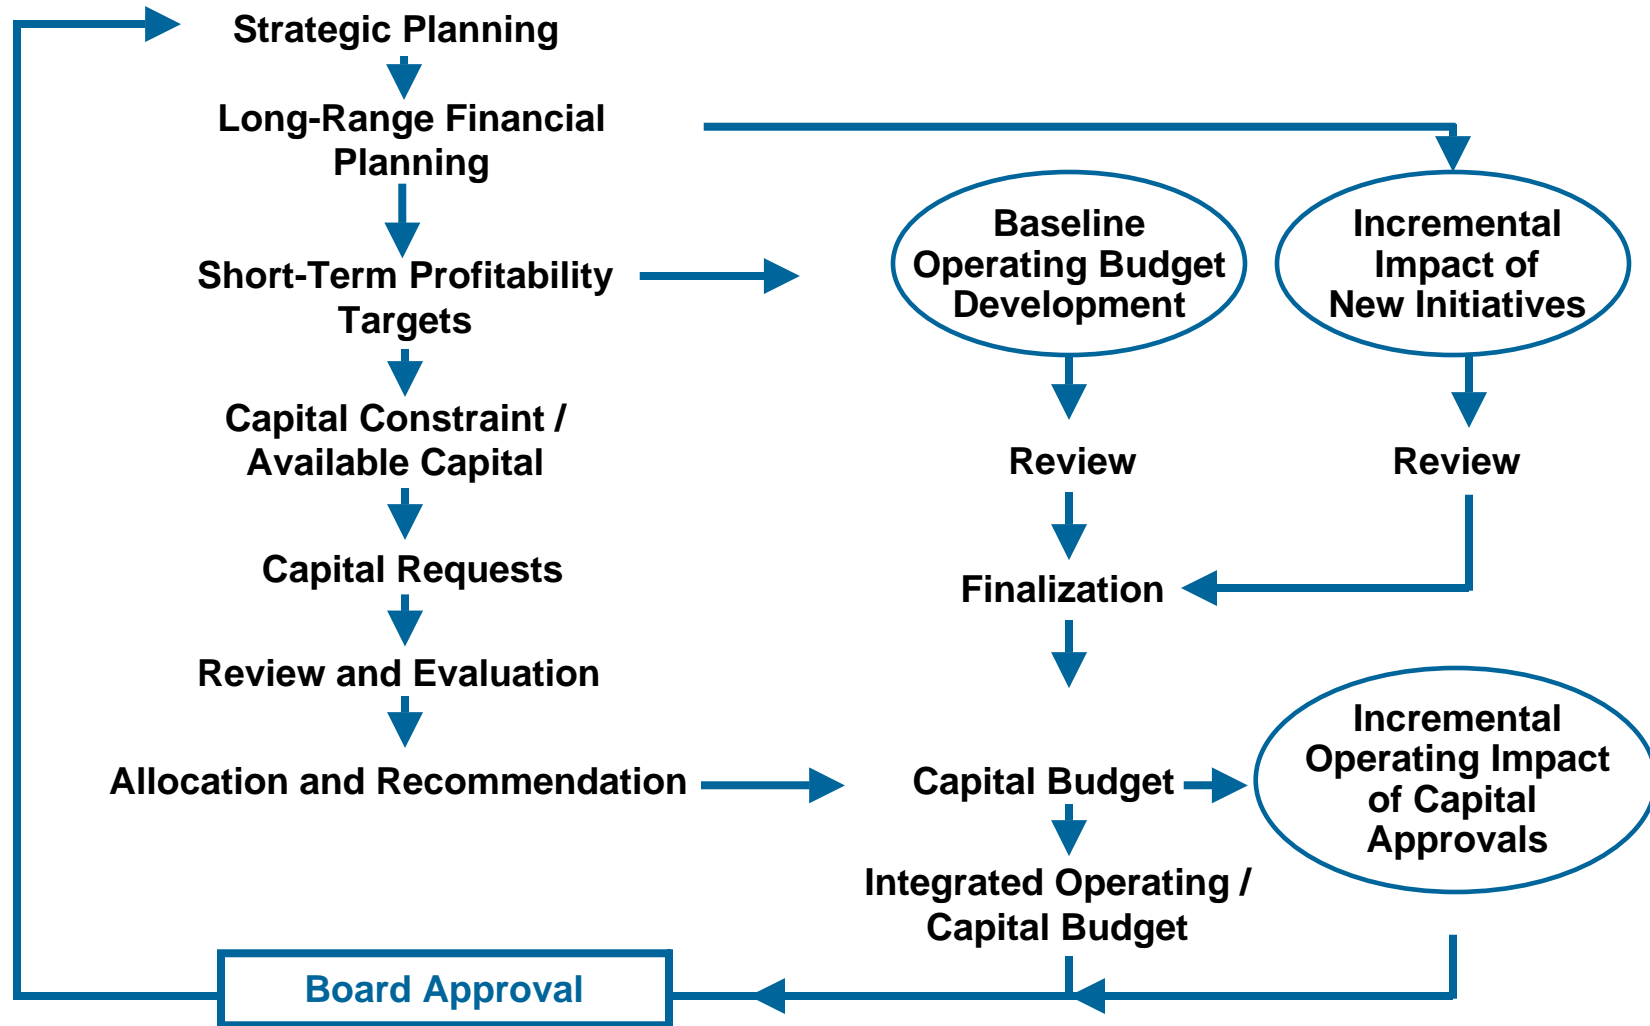 Strategic Planning
Long-Range Financial
Planning
Short-Term Profitability
Targets
Capital Constraint /
Available Capital
Capital Requests
Review and Evaluation
Allocation and Recommendation
Baseline
Operating Budget
Development
Review
Finalization
Capital Budget
Integrated Operating /
Capital Budget
Incremental
Impact of
New Initiatives
Review
Incremental
Operating Impact
of Capital
Approvals
Board Approval